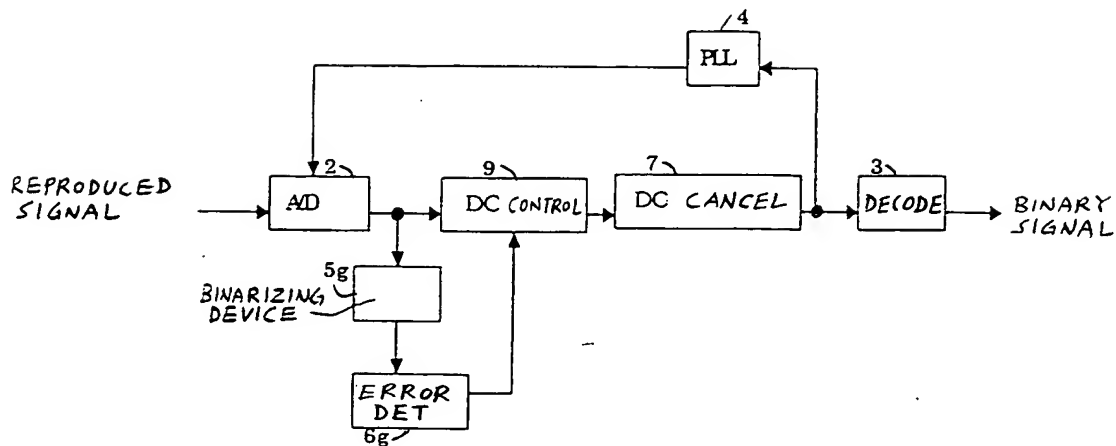 4
PLL
REPRODUCED
SIGNAL
2
A/D
9
DC CONTROL
7
DC CANCEL
3
DECODE
BINARY
SIGNAL
5g
BINARIZING
DEVICE
ERROR
DET
6g